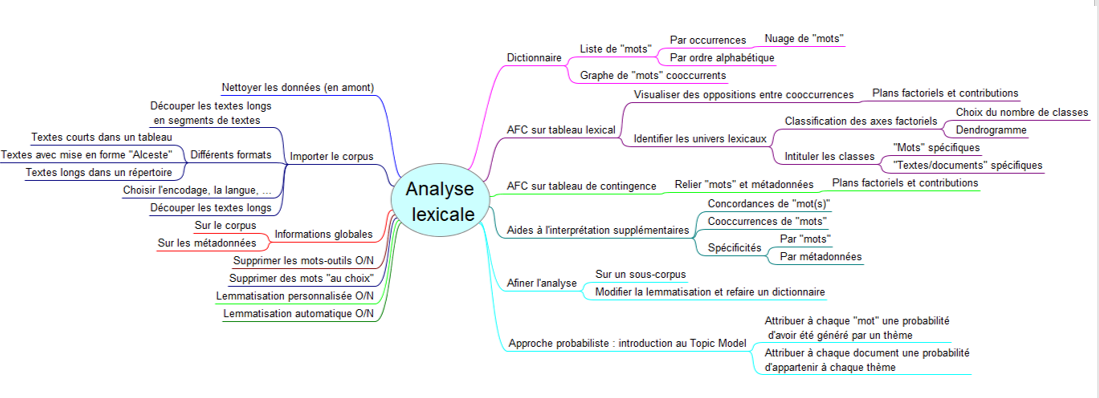 Analyse
lexicale
Nettoyer les données (en amont)
Importer le corpus
Découper les textes longs
en segments de textes
Différents formats
Textes courts dans un tableau
Textes avec mise en forme "Alceste"
Textes longs dans un répertoire
Choisir l'encodage, la langue, ...
Découper les textes longs
Informations globales
Sur le corpus
Sur les métadonnées
Supprimer les mots-outils O/N
Supprimer des mots "au choix"
Lemmatisation personnalisée O/N
Lemmatisation automatique O/N
Dictionnaire
Liste de "mots"
Par occurrences
Nuage de "mots"
Par ordre alphabétique
Graphe de "mots" cooccurrents
AFC sur tableau lexical
Visualiser des oppositions entre cooccurrences
Plans factoriels et contributions
Identifier les univers lexicaux
Classification des axes factoriels
Choix du nombre de classes
Dendrogramme
Intituler les classes
"Mots" spécifiques
"Textes/documents" spécifiques
AFC sur tableau de contingence
Relier "mots" et métadonnées
Plans factoriels et contributions
Aides à l'interprétation supplémentaires
Concordances de "mot(s)"
Cooccurrences de "mots"
Spécificités
Par "mots"
Par métadonnées
Afiner l'analyse
Sur un sous-corpus
Modifier la lemmatisation et refaire un dictionnaire
Approche probabiliste : introduction au Topic Model
Attribuer à chaque "mot" une probabilité
d'avoir été généré par un thème
Attribuer à chaque document une probabilité
d'appartenir à chaque thème